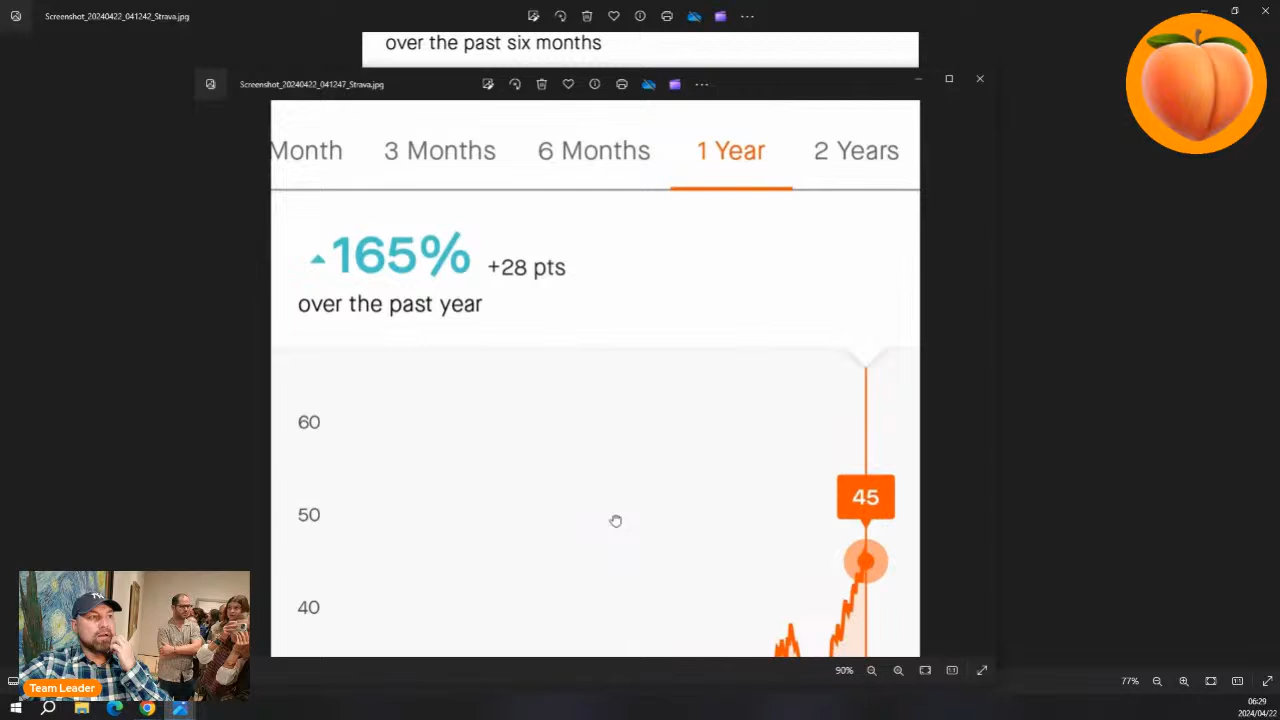 Screenshot_20240422_041242_Strava.jpg
over the past six months
Screenshot_20240422_041247_Strava.jpg
Month 3 Months 6 Months 1 Year 2 Years
165% +28 pts
over the past year
60
50
45
40
90%
Team Leader
77%
06:29
2024/04/22